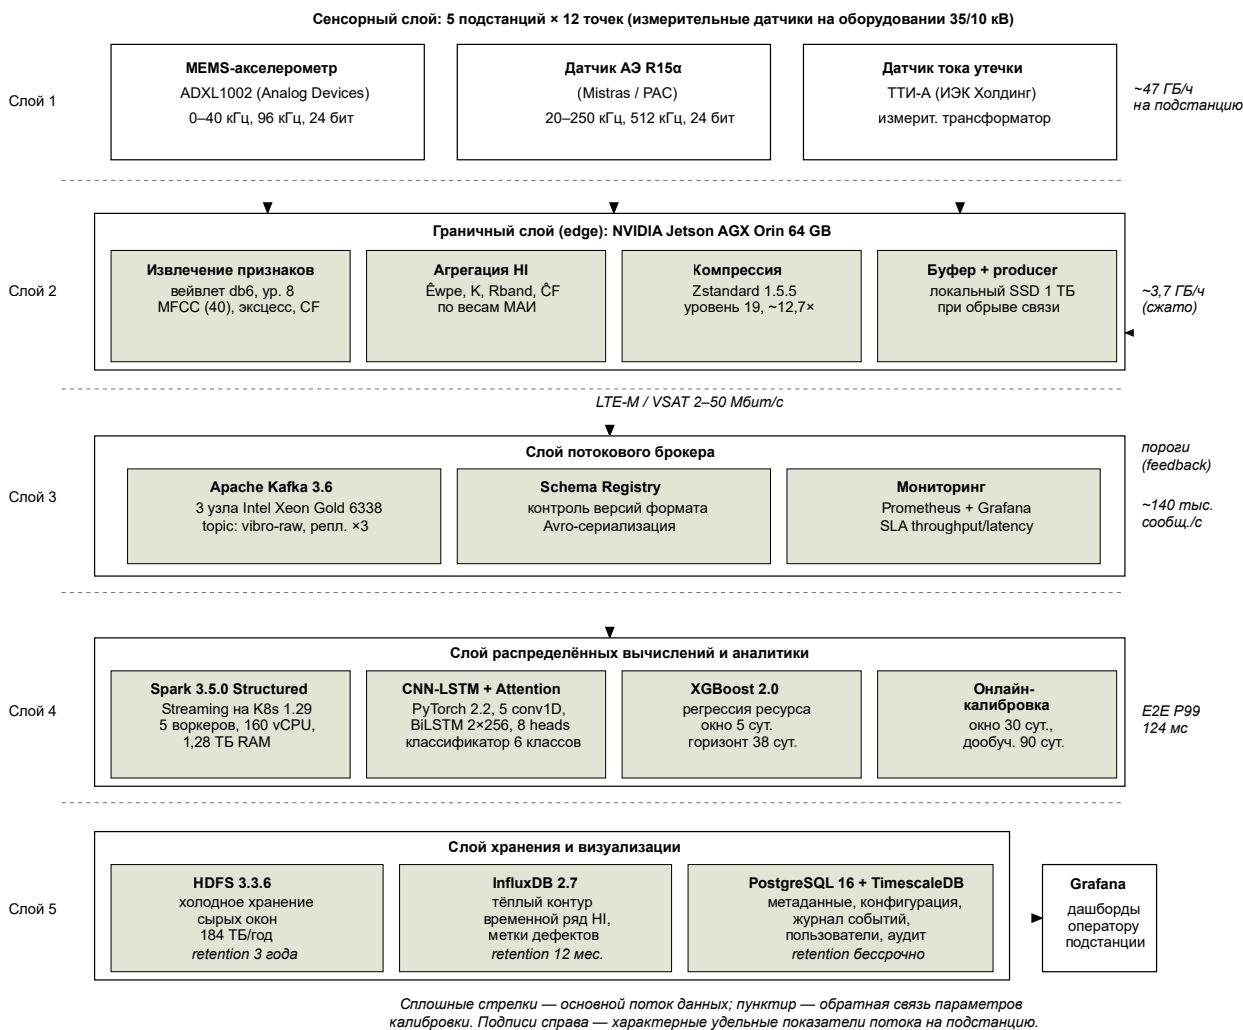 Сенсорный слой: 5 подстанций × 12 точек (измерительные датчики на оборудовании 35/10 кВ)
Слой 1
MEMS-акселерометр
ADXL1002 (Analog Devices)
0–40 кГц, 96 кГц, 24 бит
Датчик АЭ R15α
(Mistras / PAC)
20–250 кГц, 512 кГц, 24 бит
Датчик тока утечки
ТТИ-А (ИЭК Холдинг)
измерит. трансформатор
~47 ГБ/ч
на подстанцию
Граничный слой (edge): NVIDIA Jetson AGX Orin 64 GB
Слой 2
Извлечение признаков
вейвлет db6, ур. 8
MFCC (40), эксцесс, CF
Агрегация HI
Êwpe, K, Rband, ĈF
по весам МАИ
Компрессия
Zstandard 1.5.5
уровень 19, ~12,7×
Буфер + producer
локальный SSD 1 ТБ
при обрыве связи
~3,7 ГБ/ч
(сжато)
LTE-M / VSAT 2–50 Мбит/с
Слой потокового брокера
Слой 3
Apache Kafka 3.6
3 узла Intel Xeon Gold 6338
topic: vibro-raw, репл. ×3
Schema Registry
контроль версий формата
Avro-сериализация
Мониторинг
Prometheus + Grafana
SLA throughput/latency
пороги
(feedback)
~140 тыс.
сообщ./с
Слой распределённых вычислений и аналитики
Слой 4
Spark 3.5.0 Structured
Streaming на K8s 1.29
5 воркеров, 160 vCPU,
1,28 ТБ RAM
CNN-LSTM + Attention
PyTorch 2.2, 5 conv1D,
BiLSTM 2×256, 8 heads
классификатор 6 классов
XGBoost 2.0
регрессия ресурса
окно 5 сут.
горизонт 38 сут.
Онлайн-
калибровка
окно 30 сут.,
дообуч. 90 сут.
E2E P99
124 мс
Слой хранения и визуализации
Слой 5
HDFS 3.3.6
холодное хранение
сырых окон
184 ТБ/год
retention 3 года
InfluxDB 2.7
тёплый контур
временной ряд HI,
метки дефектов
retention 12 мес.
PostgreSQL 16 + TimescaleDB
метаданные, конфигурация,
журнал событий,
пользователи, аудит
retention бессрочно
Grafana
дашборды
оператору
подстанции
Сплошные стрелки — основной поток данных; пунктир — обратная связь параметров
калибровки. Подписи справа — характерные удельные показатели потока на подстанцию.